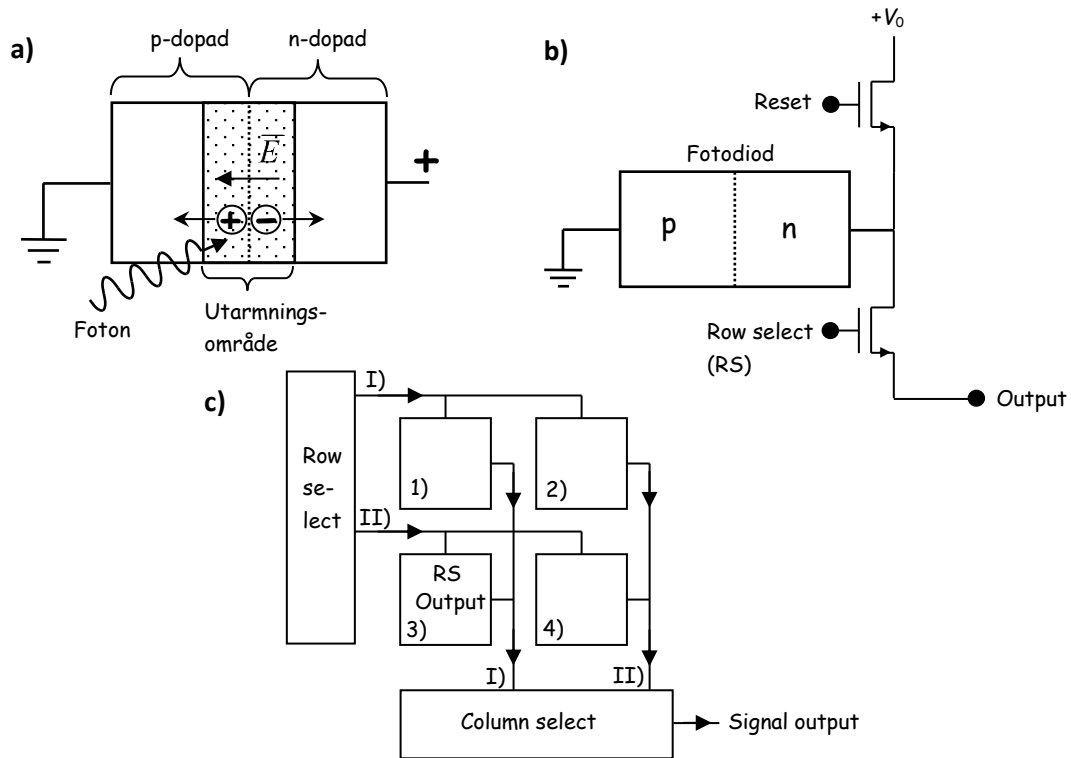 a)
p-dopad
n-dopad
E
+
+
−
Foton
Utarmnings-
område
b)
+V₀
Reset
Fotodiod
p
n
Row select
(RS)
Output
c)
Row
se-
lect
I)
II)
1)
2)
RS
Output
3)
4)
I)
II)
Column select
Signal output